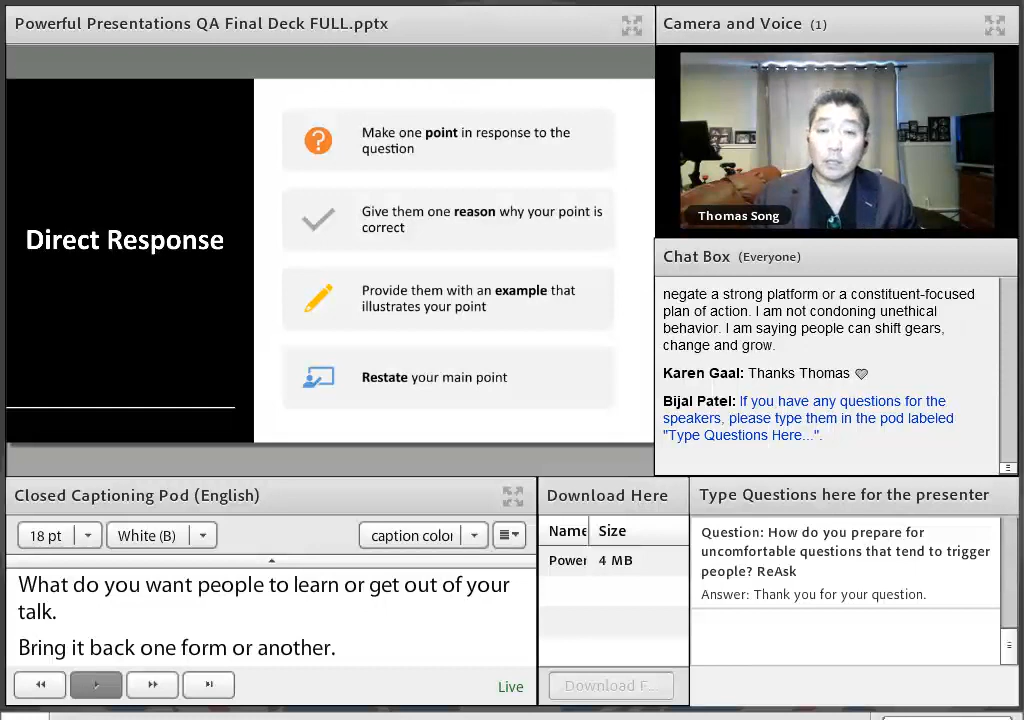 Powerful Presentations QA Final Deck FULL.pptx
Direct Response
Make one point in response to the
question
Give them one reason why your point is
correct
Provide them with an example that
illustrates your point
Restate your main point
Camera and Voice (1)
Thomas Song
Chat Box (Everyone)
negate a strong platform or a constituent-focused
plan of action. I am not condoning unethical
behavior. I am saying people can shift gears,
change and grow.
Karen Gaal: Thanks Thomas
Bijal Patel: If you have any questions for the
speakers, please type them in the pod labeled
"Type Questions Here...".
Closed Captioning Pod (English)
18 pt
White (B)
caption color
What do you want people to learn or get out of your
talk.
Bring it back one form or another.
Live
Download Here
Name Size
Power 4 MB
Download F...
Type Questions here for the presenter
Question: How do you prepare for
uncomfortable questions that tend to trigger
people? ReAsk
Answer: Thank you for your question.